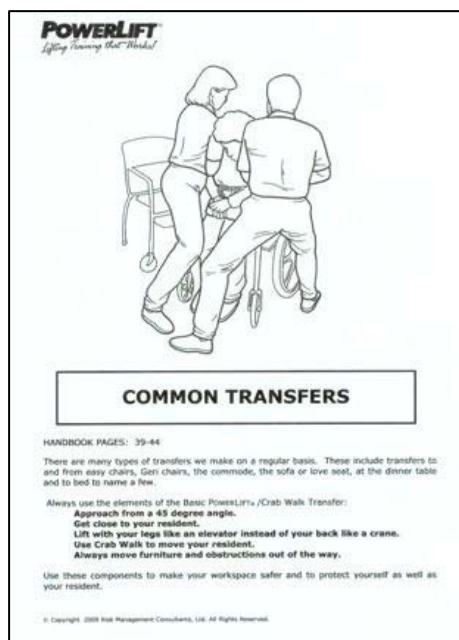 POWERLIFT
Lifting Training that Works!
COMMON TRANSFERS
HANDBOOK PAGES: 39-44
There are many types of transfers we make on a regular basis. These include transfers to
and from easy chairs, Geri chairs, the commode, the sofa or love seat, at the dinner table
and to bed to name a few.
Always use the elements of the Basic POWERLIFT® /Crab Walk Transfer:
Approach from a 45 degree angle.
Get close to your resident.
Lift with your legs like an elevator instead of your back like a crane.
Use Crab Walk to move your resident.
Always move furniture and obstructions out of the way.
Use these components to make your workspace safer and to protect yourself as well as
your resident.
© Copyright 2009 Risk Management Consultants, Ltd. All Rights Reserved.